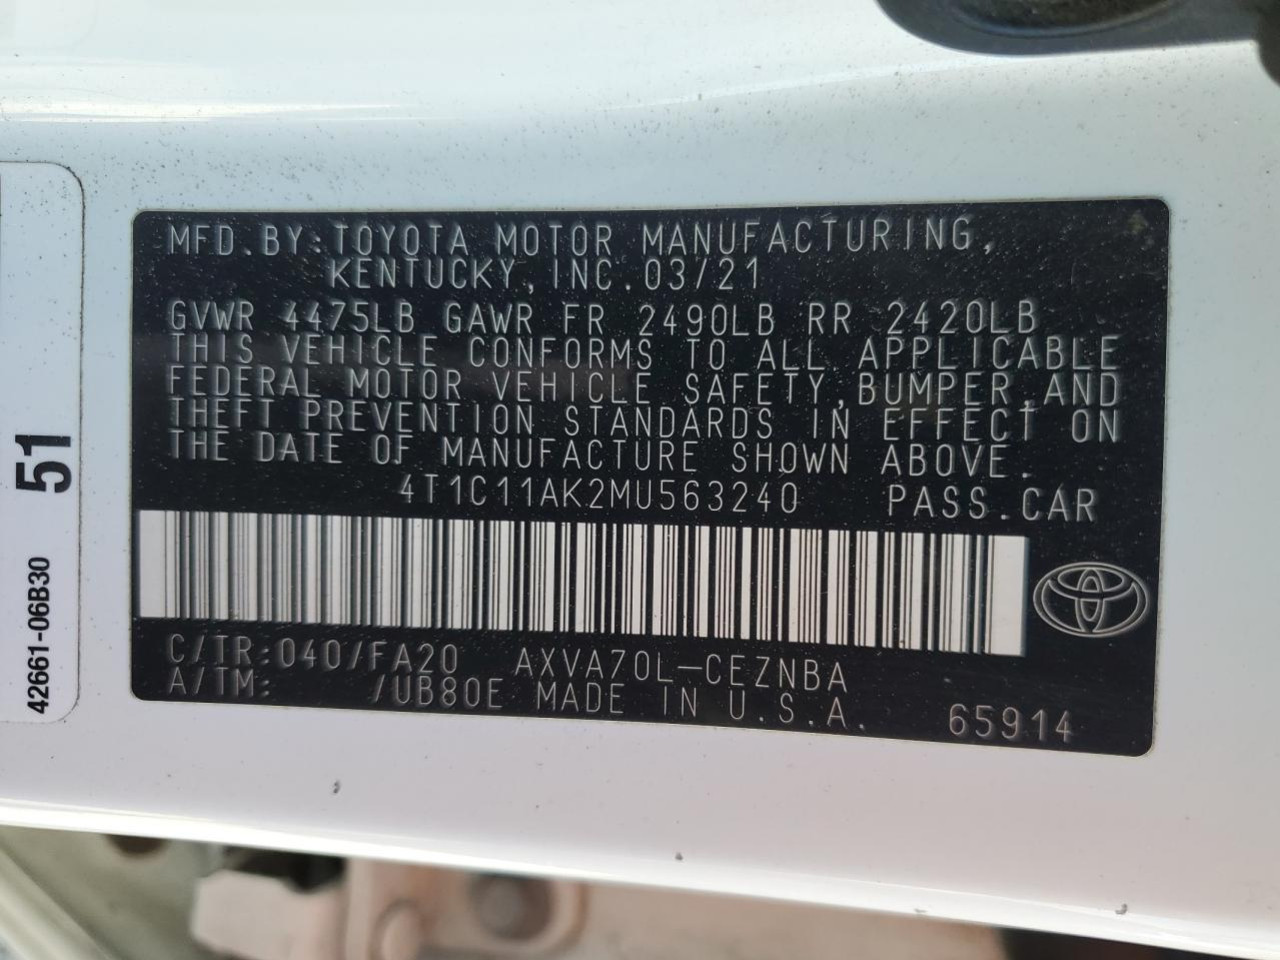 MFD.BY:TOYOTA MOTOR MANUFACTURING,
KENTUCKY,INC.03/21
GVWR 4475LB GAWR FR 2490LB RR 2420LB
THIS VEHICLE CONFORMS TO ALL APPLICABLE
FEDERAL MOTOR VEHICLE SAFETY,BUMPER,AND
THEFT PREVENTION STANDARDS IN EFFECT ON
THE DATE OF MANUFACTURE SHOWN ABOVE.
4T1C11AK2MU563240 PASS.CAR
C/TR:040/FA20 AXVA70L-CEZNBA
A/TM: /UB80E MADE IN U.S.A.
65914
51
42661-06B30